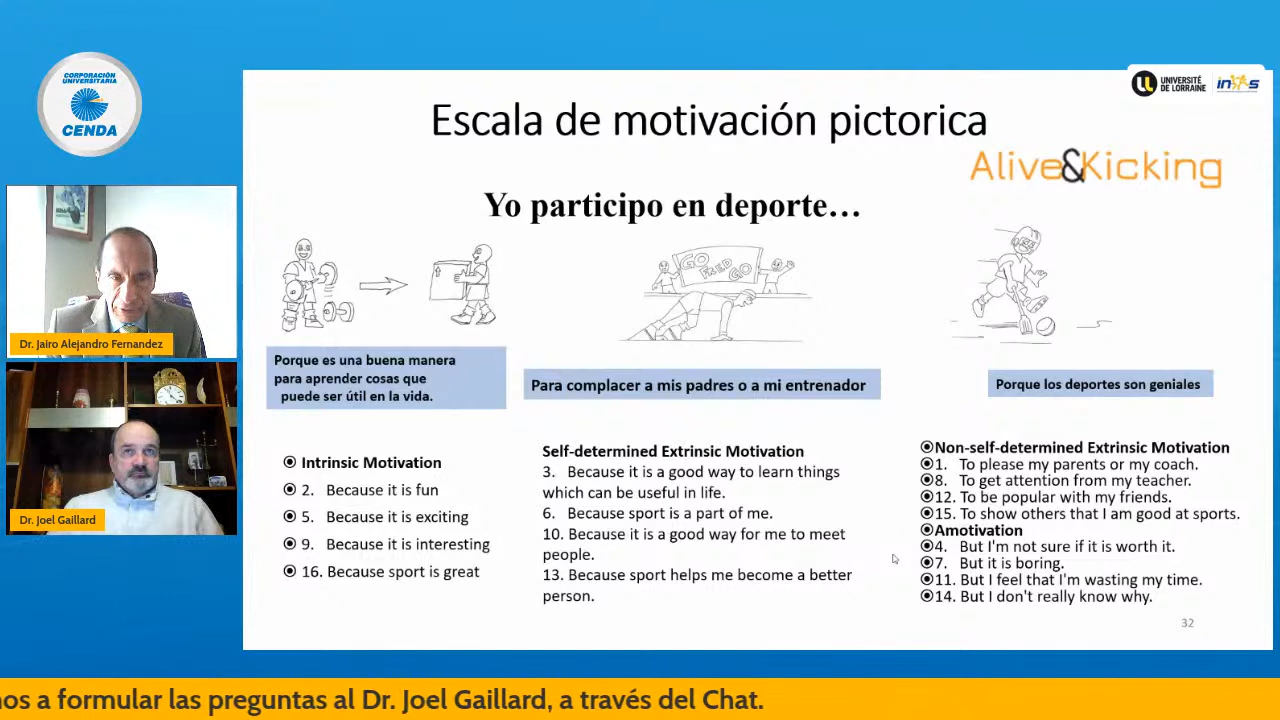 CORPORACIÓN
UNIVERSITARIA
CENDA
UNIVERSITÉ
DE LORRAINE
Escala de motivación pictorica
Alive&Kicking
Yo participo en deporte…
GO
FRED
GO
Porque es una buena manera
para aprender cosas que
puede ser útil en la vida.
Para complacer a mis padres o a mi entrenador
Porque los deportes son geniales
Intrinsic Motivation
2. Because it is fun
5. Because it is exciting
9. Because it is interesting
16. Because sport is great
Self-determined Extrinsic Motivation
3. Because it is a good way to learn things
which can be useful in life.
6. Because sport is a part of me.
10. Because it is a good way for me to meet
people.
13. Because sport helps me become a better
person.
Non-self-determined Extrinsic Motivation
1. To please my parents or my coach.
8. To get attention from my teacher.
12. To be popular with my friends.
15. To show others that I am good at sports.
Amotivation
4. But I'm not sure if it is worth it.
7. But it is boring.
11. But I feel that I'm wasting my time.
14. But I don't really know why.
32
Dr. Jairo Alejandro Fernandez
Dr. Joel Gaillard
nos a formular las preguntas al Dr. Joel Gaillard, a través del Chat.